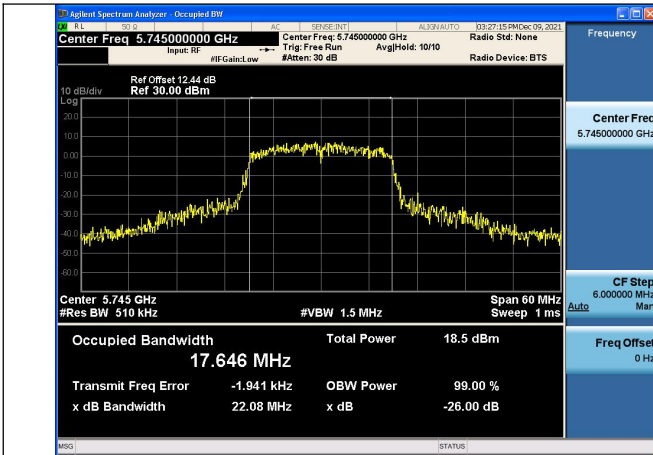 Agilent Spectrum Analyzer - Occupied BW
RL 50 Ω AC SENSE:INT ALIGN AUTO 03:27:15 PM Dec 09, 2021
Center Freq 5.745000000 GHz Center Freq: 5.745000000 GHz Radio Std: None Frequency
Input: RF Trig: Free Run Avg|Hold: 10/10
#IFGain:Low #Atten: 30 dB Radio Device: BTS
Ref Offset 12.44 dB
10 dB/div Ref 30.00 dBm
Log
20.0
10.0
0.00
-10.0
-20.0
-30.0
-40.0
-50.0
-60.0
Center Freq
5.745000000 GHz
Center 5.745 GHz Span 60 MHz
#Res BW 510 kHz #VBW 1.5 MHz Sweep 1 ms
CF Step
6.000000 MHz
Auto Man
Occupied Bandwidth Total Power 18.5 dBm
17.646 MHz
Freq Offset
0 Hz
Transmit Freq Error -1.941 kHz OBW Power 99.00 %
x dB Bandwidth 22.08 MHz x dB -26.00 dB
MSG STATUS